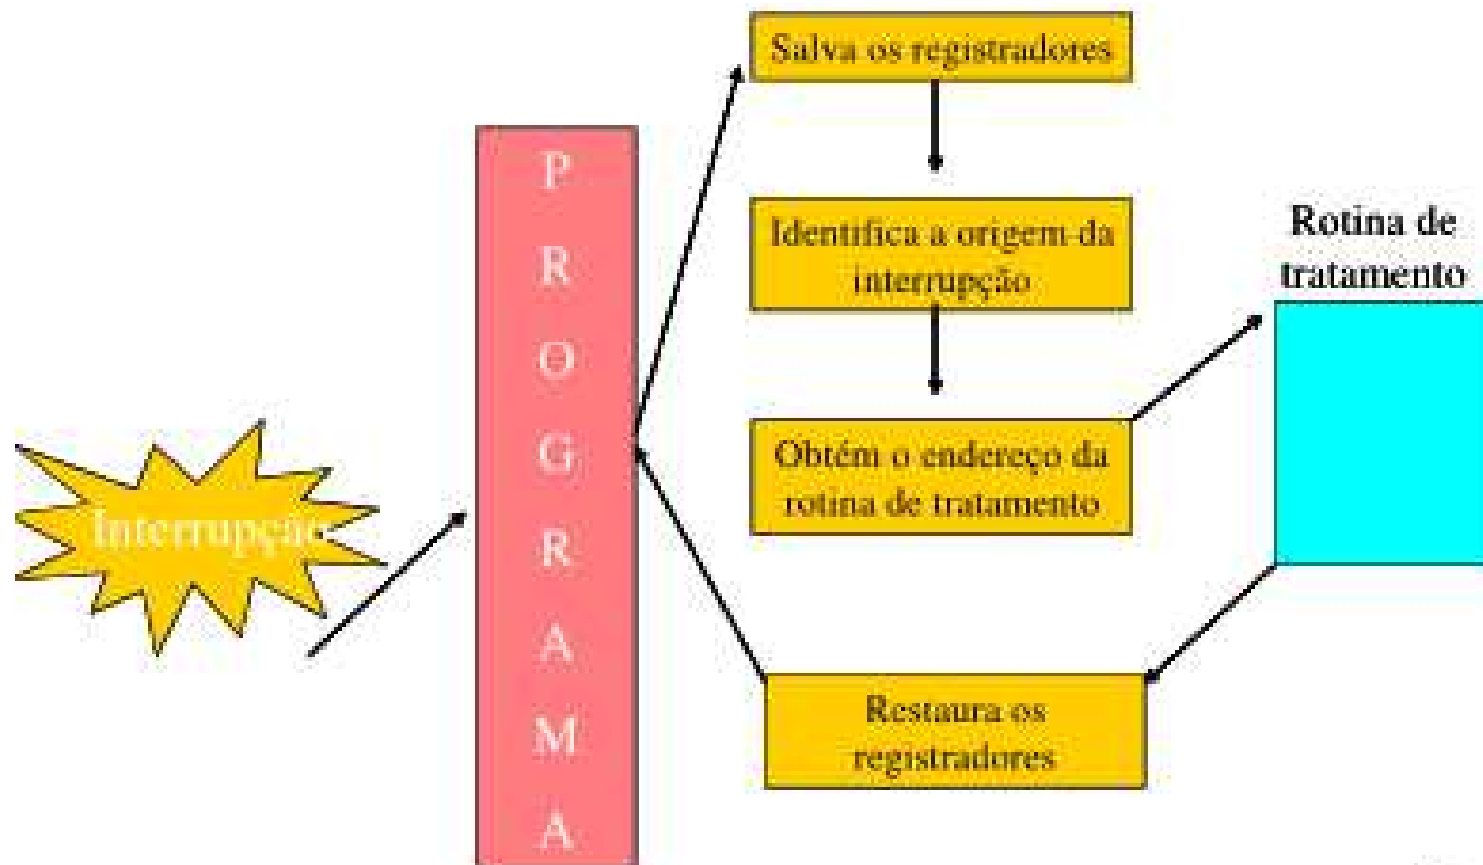 Interrupção
P
R
O
G
R
A
M
A
Salva os registradores
Identifica a origem da
interrupção
Obtém o endereço da
rotina de tratamento
Rotina de
tratamento
Restaura os
registradores